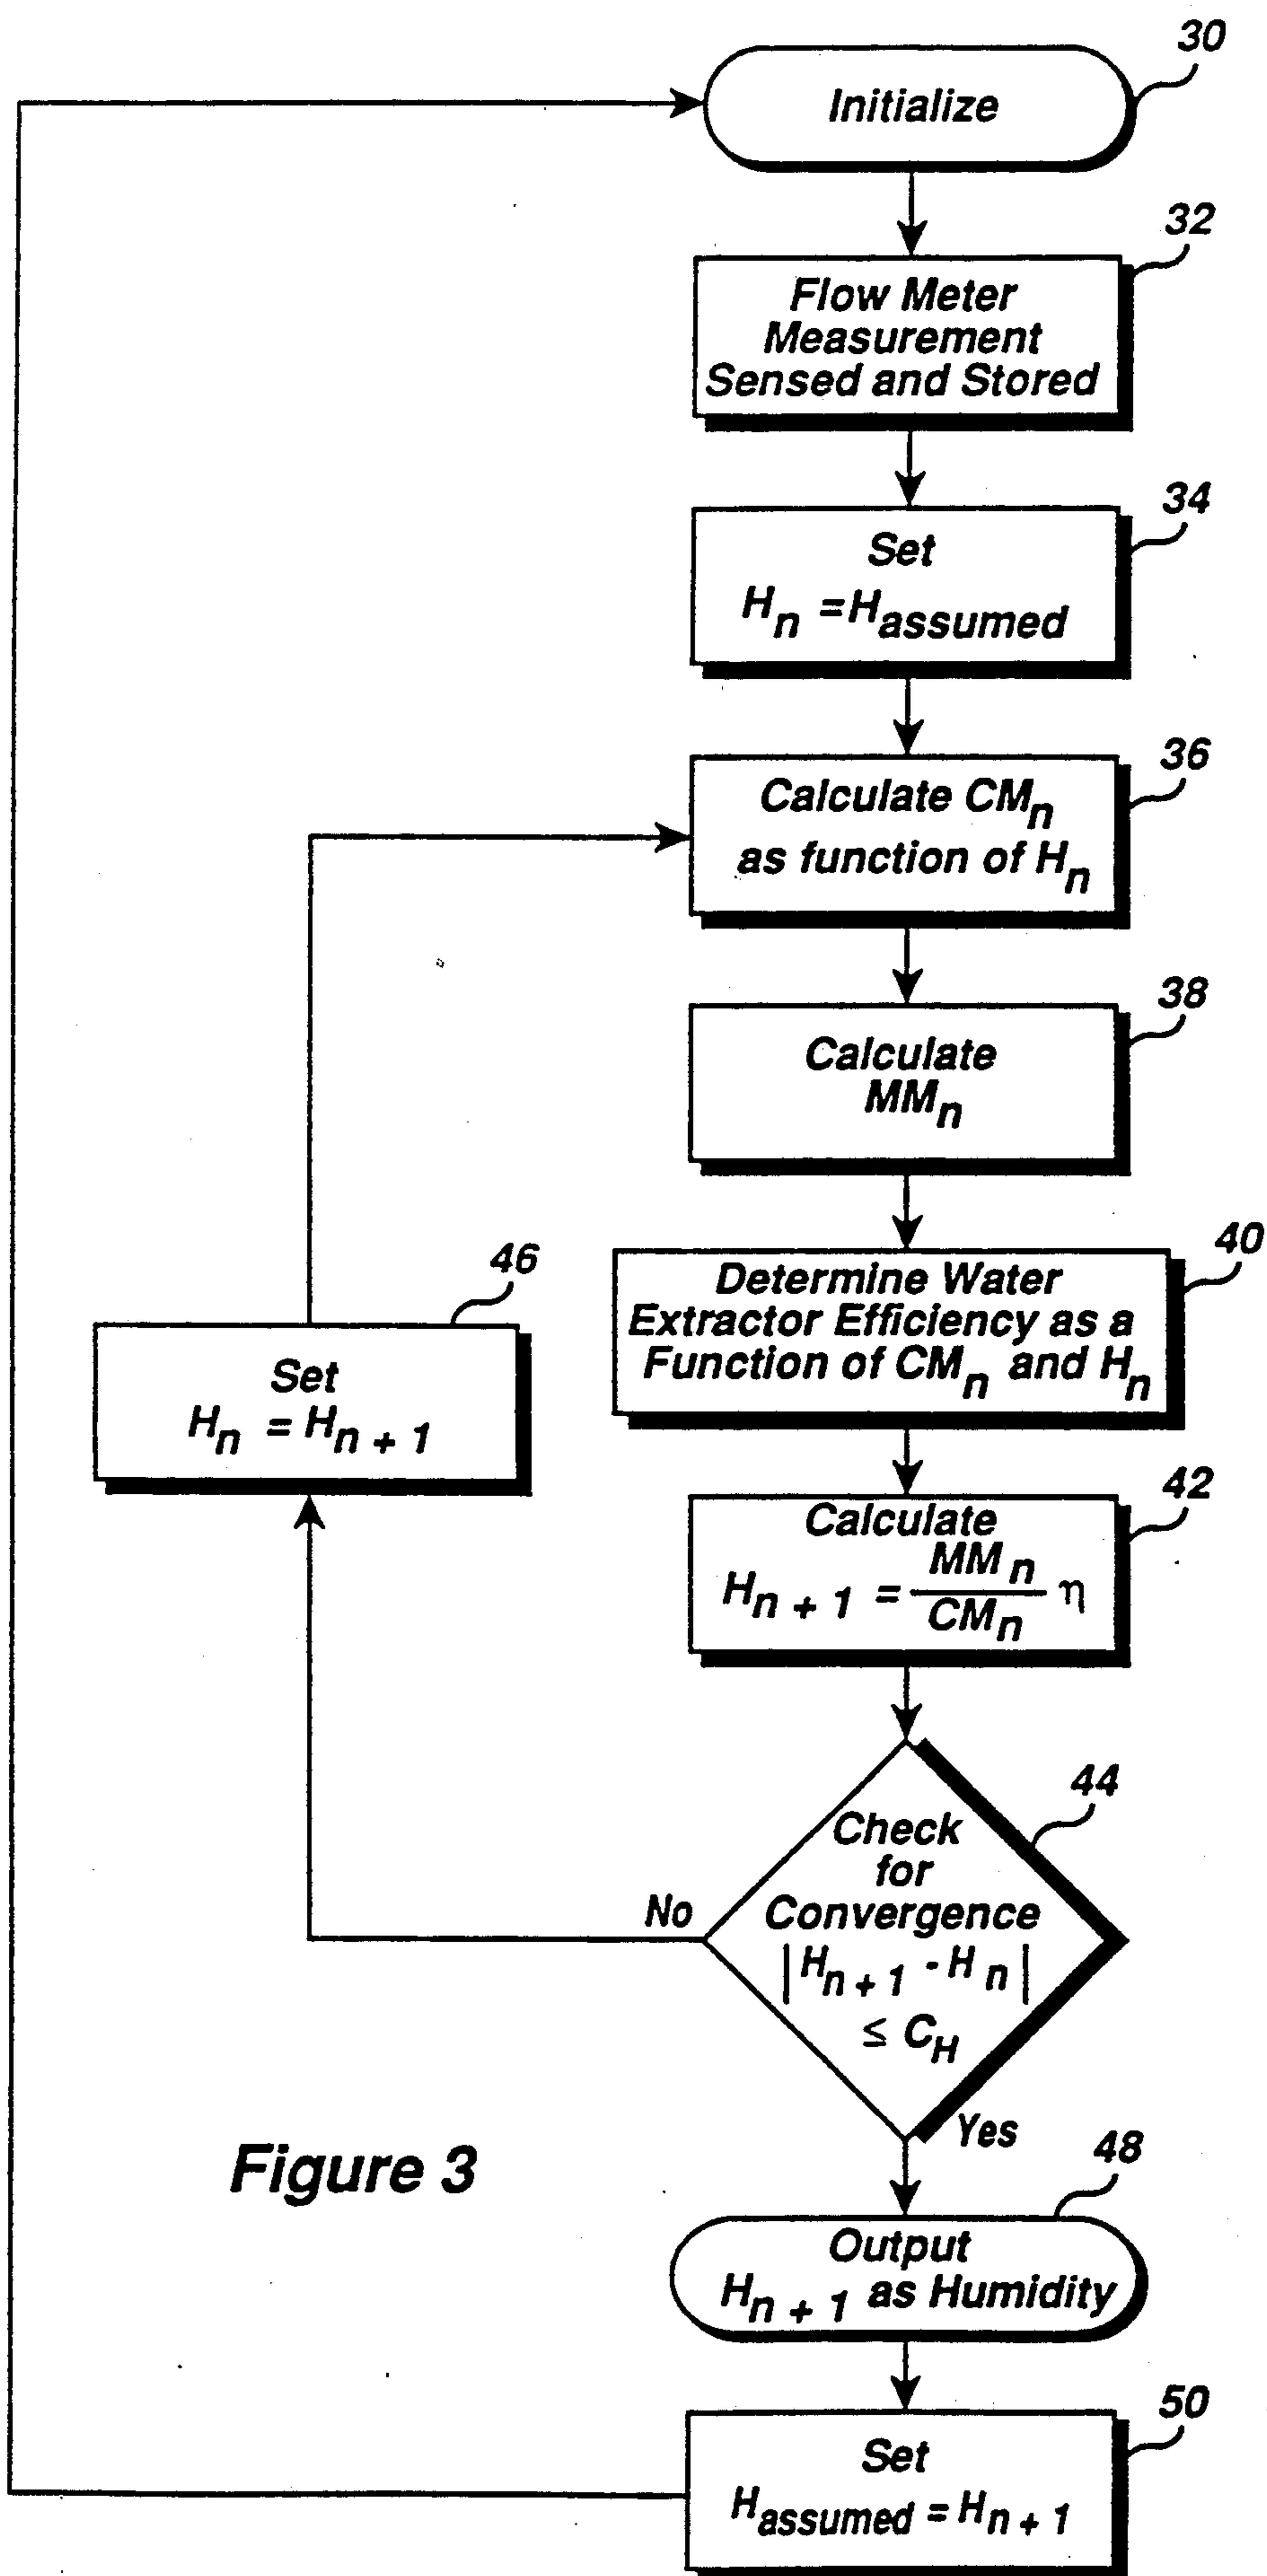 30
Initialize
32
Flow Meter
Measurement
Sensed and Stored
34
Set
Hn =Hassumed
36
Calculate CMn
as function of Hn
38
Calculate
MMn
40
Determine Water
Extractor Efficiency as a
Function of CMn and Hn
46
Set
Hn = Hn + 1
42
Calculate
Hn + 1 = MMn / CMn η
44
Check
for
Convergence
|Hn + 1 - Hn|
≤ CH
No
Yes
Figure 3
48
Output
Hn + 1 as Humidity
50
Set
Hassumed = Hn + 1